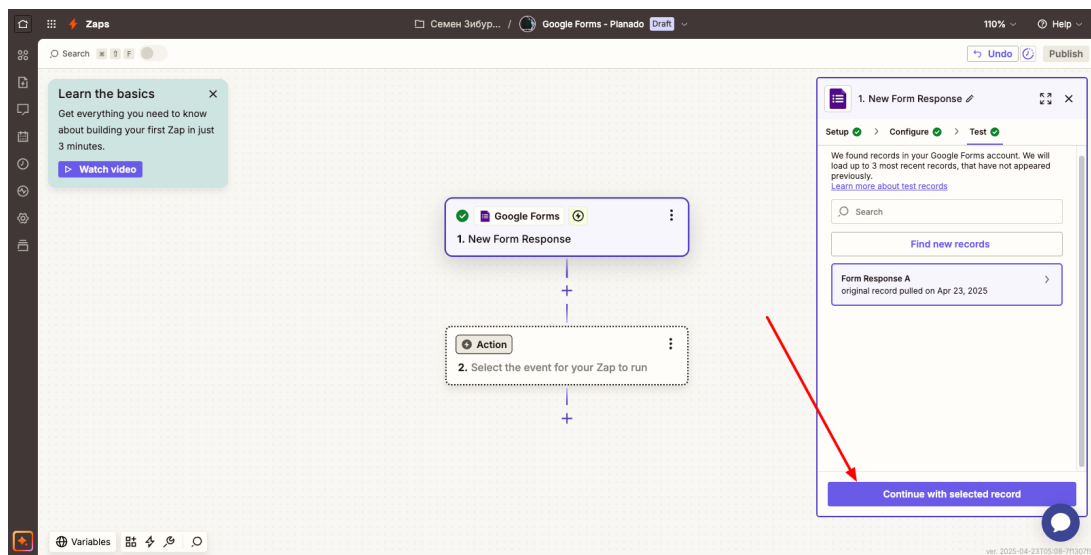 Zaps
Семен Зибур... / Google Forms - Planado Draft
110%
Help
Search ⌘ ⇧ F
Undo
Publish
Learn the basics
Get everything you need to know
about building your first Zap in just
3 minutes.
Watch video
Google Forms
1. New Form Response
Action
2. Select the event for your Zap to run
1. New Form Response
Setup > Configure > Test
We found records in your Google Forms account. We will
load up to 3 most recent records, that have not appeared
previously.
Learn more about test records
Search
Find new records
Form Response A
original record pulled on Apr 23, 2025
Continue with selected record
Variables